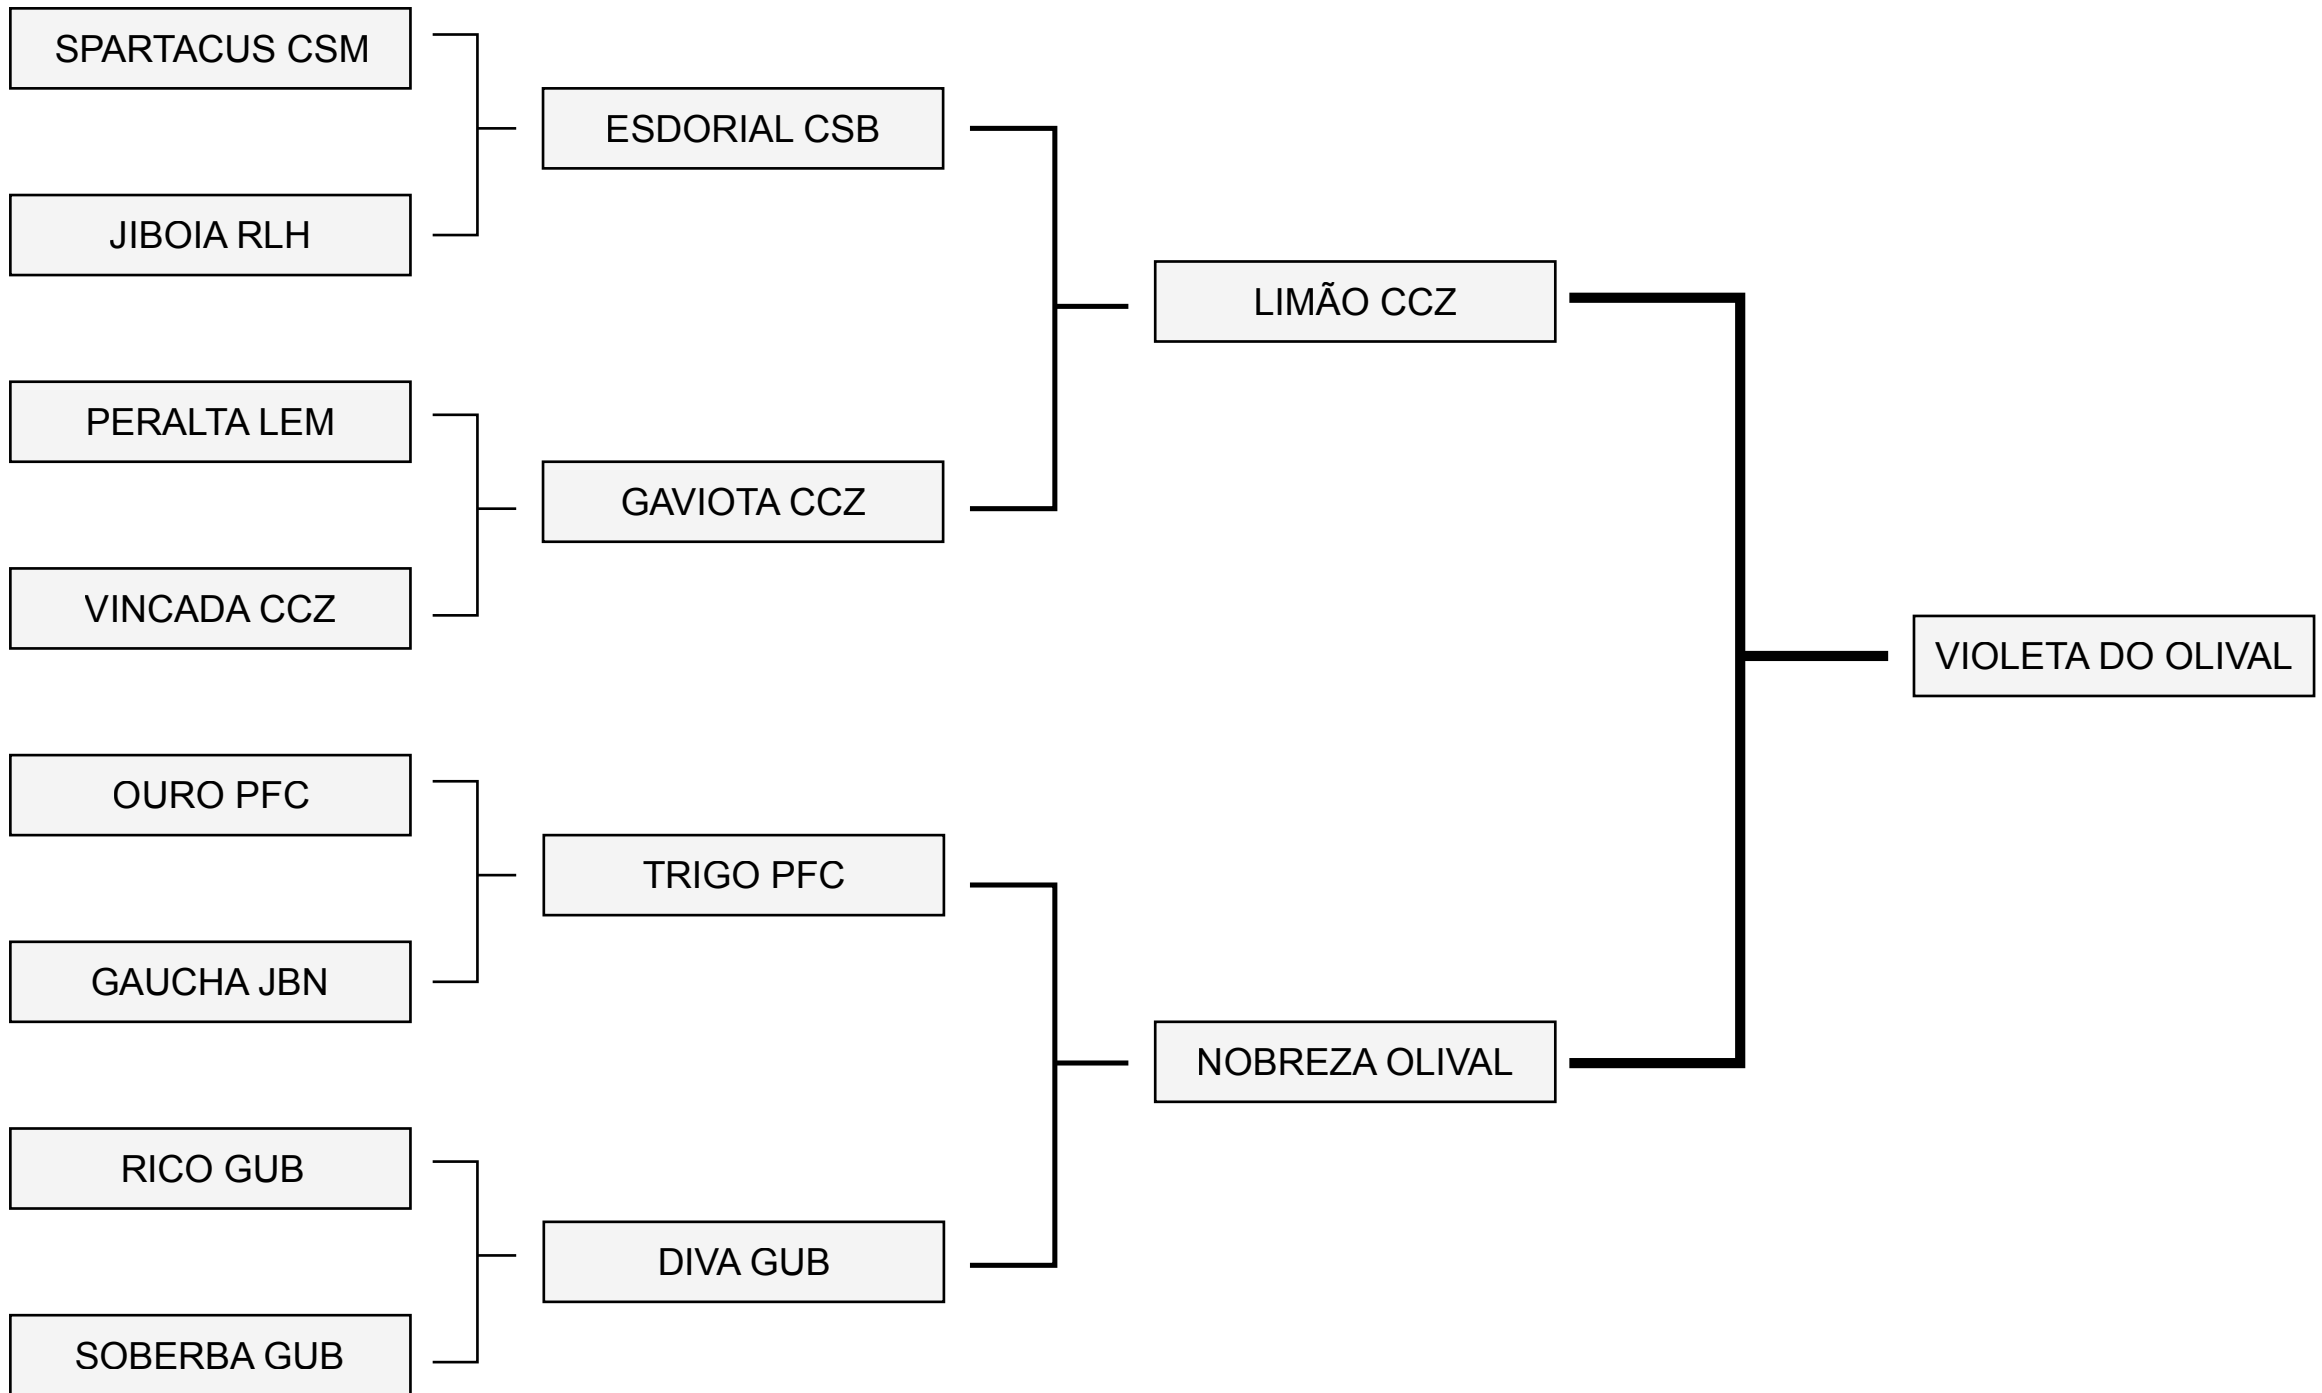 SPARTACUS CSM
ESDORIAL CSB
JIBOIA RLH
LIMÃO CCZ
PERALTA LEM
GAVIOTA CCZ
VINCADA CCZ
VIOLETA DO OLIVAL
OURO PFC
TRIGO PFC
GAUCHA JBN
NOBREZA OLIVAL
RICO GUB
DIVA GUB
SOBERBA GUB